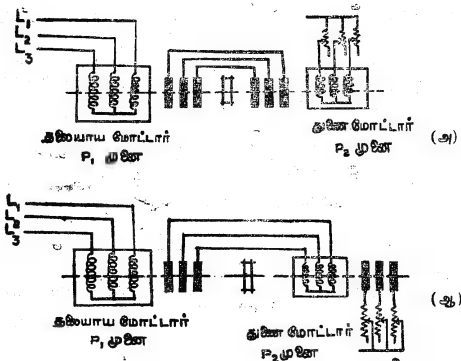 L1
L2
L3
தலையாய மோட்டார்
P1 முனை
துணை மோட்டார்
P2 முனை
(அ)
L1
L2
L3
தலையாய மோட்டார்
P1 முனை
துணை மோட்டார்
P2 முனை
(ஆ)